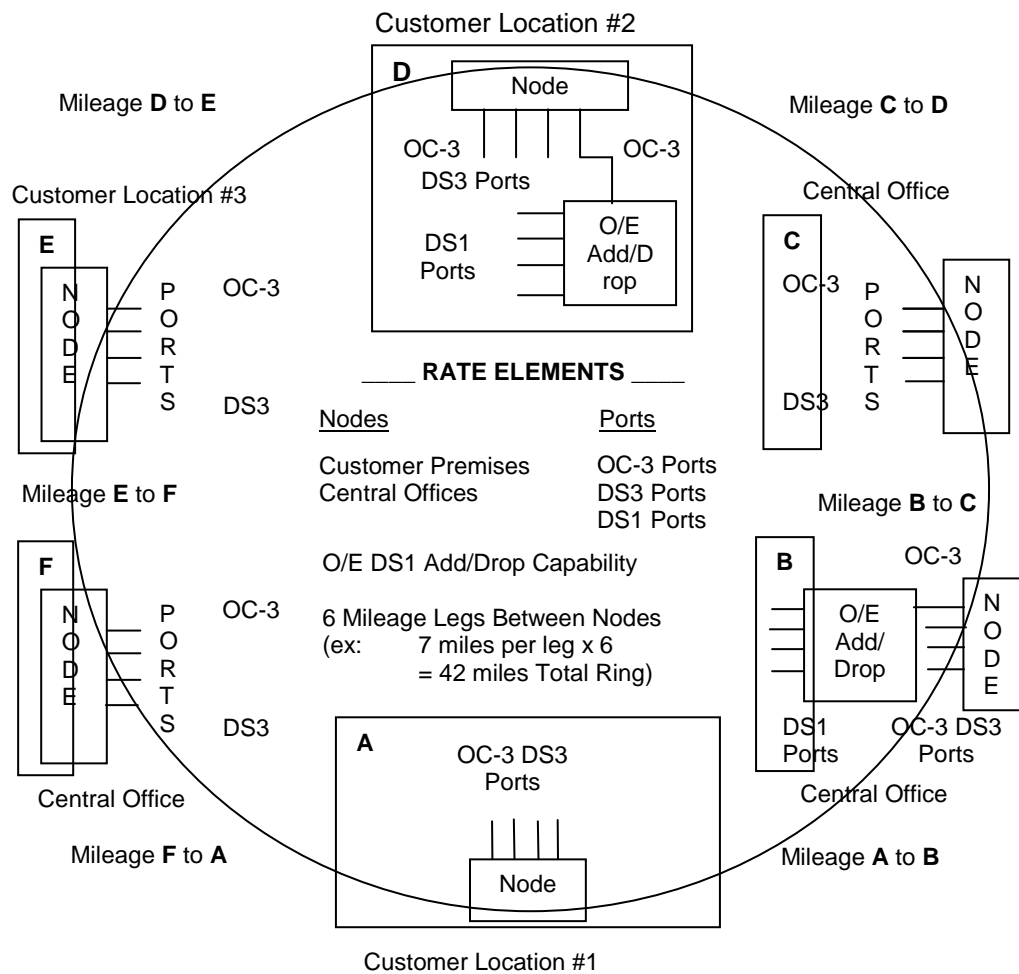 Customer Location #2
D
Node
Mileage D to E
Mileage C to D
OC-3
OC-3
DS3 Ports
Customer Location #3
Central Office
E
DS1
Ports
O/E
Add/D
rop
C
N
O
D
E
P
O
R
T
S
OC-3
DS3
OC-3
DS3
P
O
R
T
S
N
O
D
E
____ RATE ELEMENTS ____
Nodes
Ports
Customer Premises
OC-3 Ports
Central Offices
DS3 Ports
DS1 Ports
Mileage E to F
Mileage B to C
F
O/E DS1 Add/Drop Capability
B
OC-3
N
O
D
E
P
O
R
T
S
OC-3
DS3
6 Mileage Legs Between Nodes
(ex: 7 miles per leg x 6
= 42 miles Total Ring)
O/E
Add/
Drop
N
O
D
E
DS1
Ports
OC-3 DS3
Ports
A
OC-3 DS3
Ports
Central Office
Central Office
Mileage F to A
Mileage A to B
Node
Customer Location #1